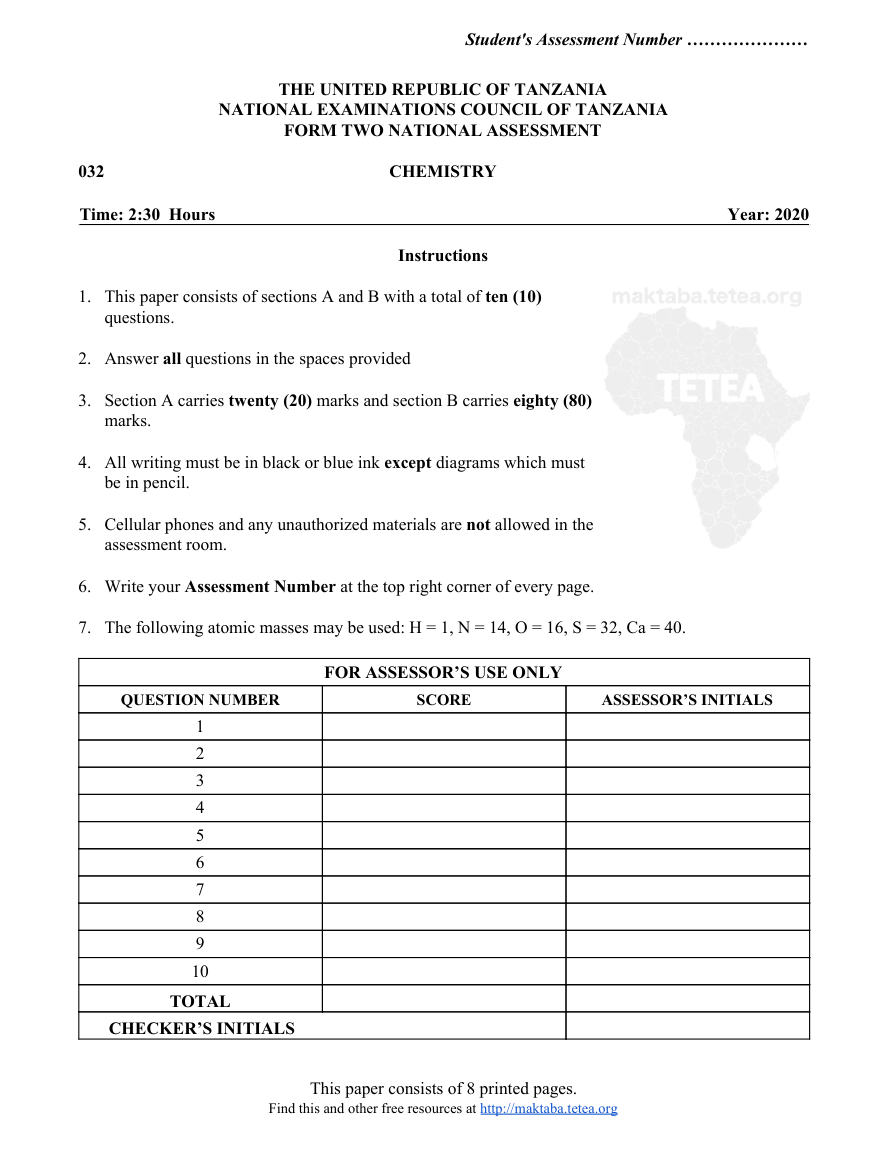 Student's Assessment Number …………………
THE UNITED REPUBLIC OF TANZANIA
NATIONAL EXAMINATIONS COUNCIL OF TANZANIA
FORM TWO NATIONAL ASSESSMENT
032 CHEMISTRY
Time: 2:30 Hours Year: 2020
Instructions
1. This paper consists of sections A and B with a total of ten (10)
questions.
maktaba.tetea.org
2. Answer all questions in the spaces provided
3. Section A carries twenty (20) marks and section B carries eighty (80)
marks.
TETEA
4. All writing must be in black or blue ink except diagrams which must
be in pencil.
5. Cellular phones and any unauthorized materials are not allowed in the
assessment room.
6. Write your Assessment Number at the top right corner of every page.
7. The following atomic masses may be used: H = 1, N = 14, O = 16, S = 32, Ca = 40.
FOR ASSESSOR’S USE ONLY
QUESTION NUMBER SCORE ASSESSOR’S INITIALS
1
2
3
4
5
6
7
8
9
10
TOTAL
CHECKER’S INITIALS
This paper consists of 8 printed pages.
Find this and other free resources at http://maktaba.tetea.org